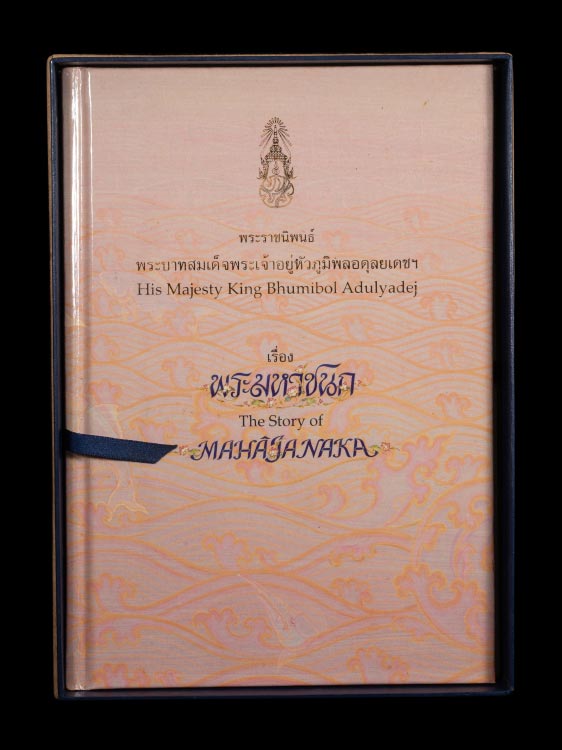 พระราชนิพนธ์
พระบาทสมเด็จพระเจ้าอยู่หัวภูมิพลอดุลยเดชฯ
His Majesty King Bhumibol Adulyadej
เรื่อง
พระมหาชนก
The Story of
MAHĀJANAKA